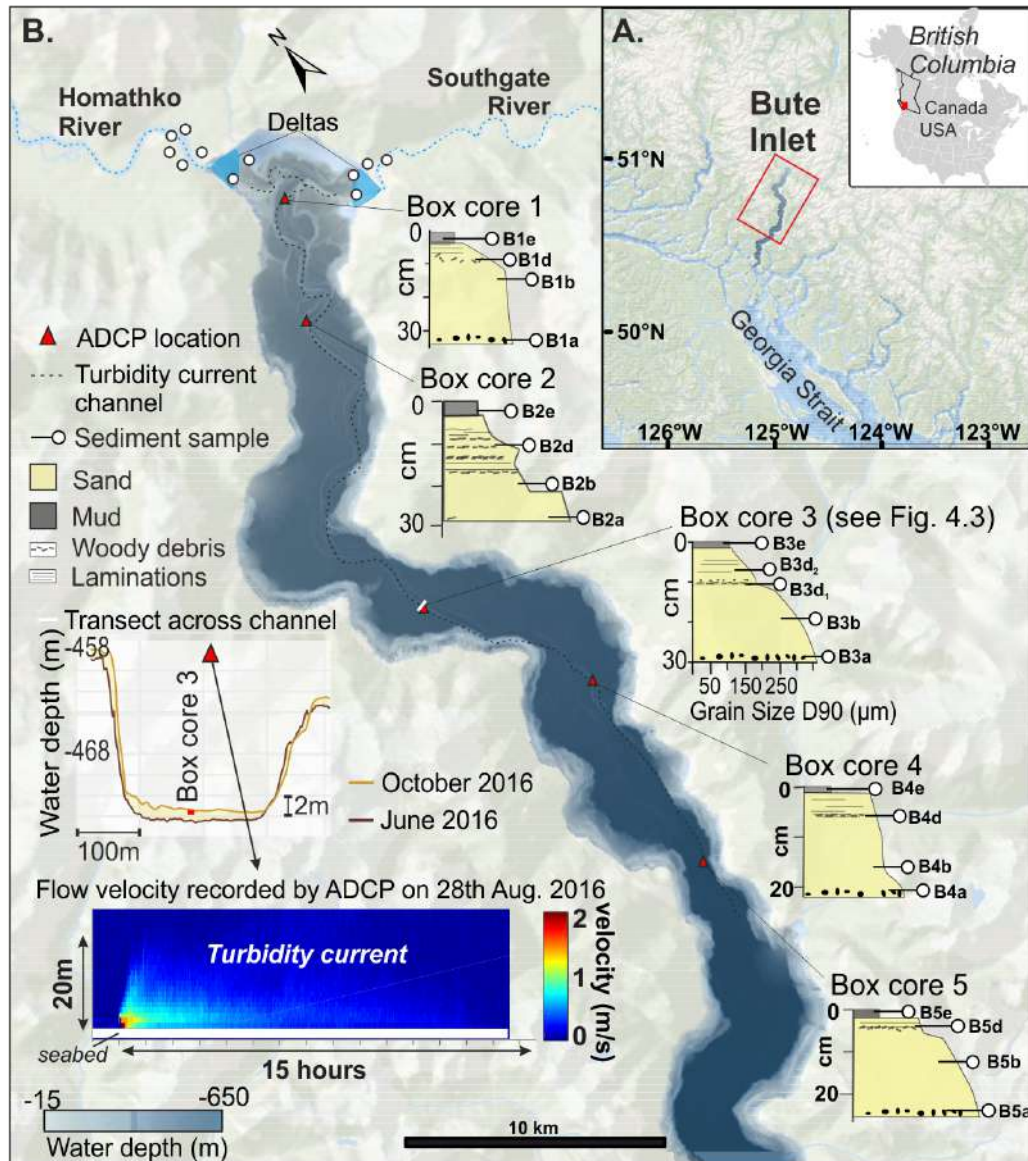 B.
N
Homathko
River
Southgate
River
Deltas
A.
British
Columbia
Canada
USA
Bute
Inlet
51°N
50°N
Georgia Strait
126°W
125°W
124°W
123°W
Box core 1
0
cm
30
B1e
B1d
B1b
B1a
ADCP location
Turbidity current
channel
Sediment sample
Sand
Mud
Woody debris
Laminations
Transect across channel
Box core 2
0
cm
30
B2e
B2d
B2b
B2a
Box core 3 (see Fig. 4.3)
0
cm
30
B3e
B3d2
B3d1
B3b
B3a
50 150 250
Grain Size D90 (µm)
Water depth (m)
-458
-468
Box core 3
100m
2m
October 2016
June 2016
Box core 4
0
cm
20
B4e
B4d
B4b
B4a
Flow velocity recorded by ADCP on 28th Aug. 2016
Turbidity current
20m
seabed
15 hours
2
1
0
velocity (m/s)
Box core 5
0
cm
20
B5e
B5d
B5b
B5a
-15
-650
Water depth (m)
10 km